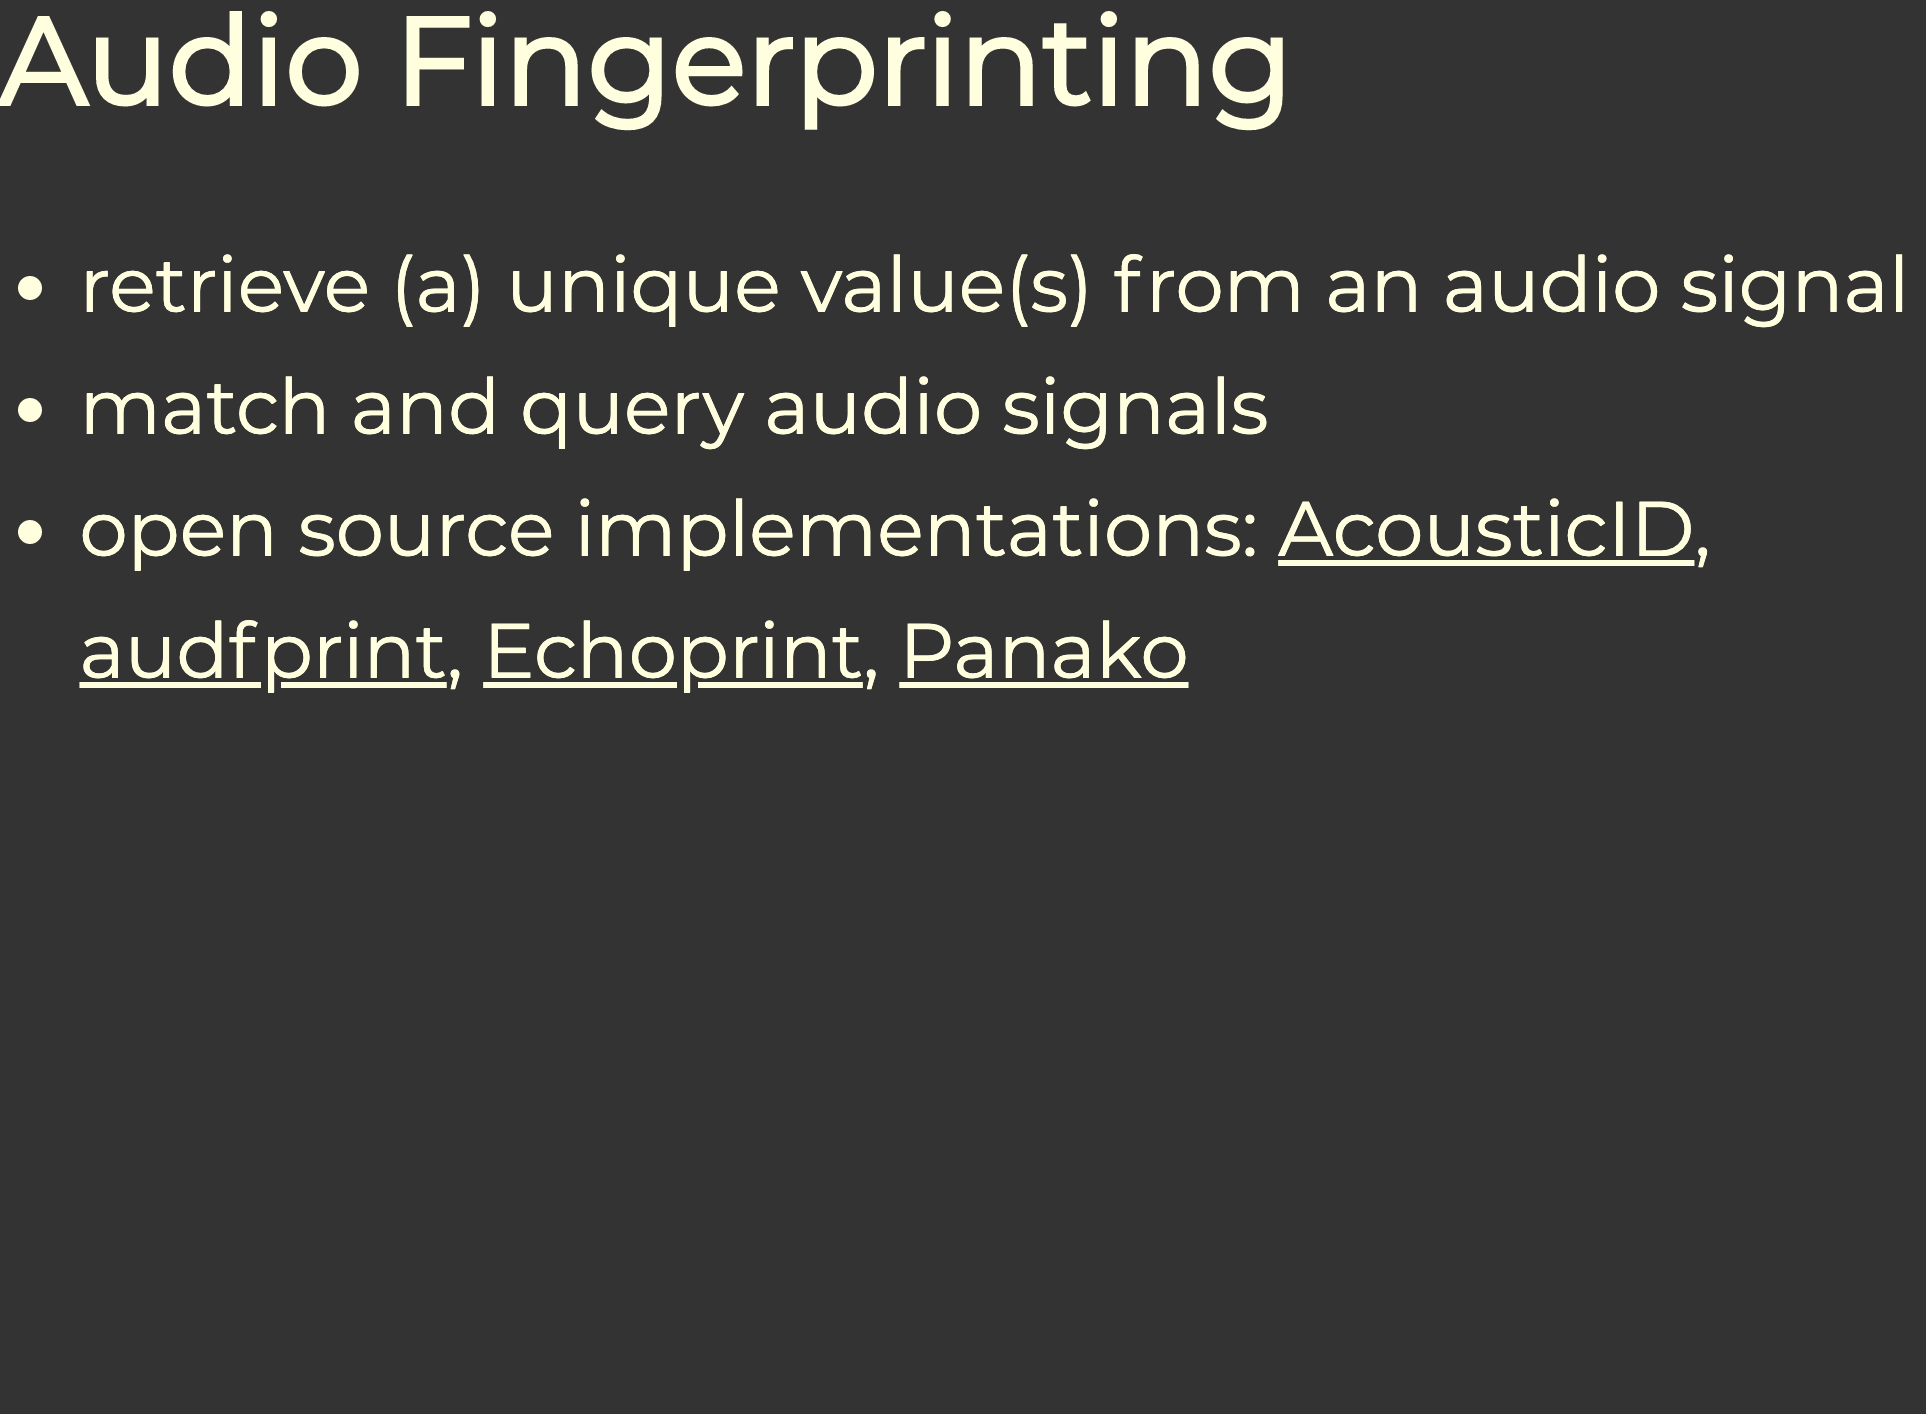 Audio Fingerprinting
• retrieve (a) unique value(s) from an audio signal
• match and query audio signals
• open source implementations: AcousticID,
audfprint, Echoprint, Panako